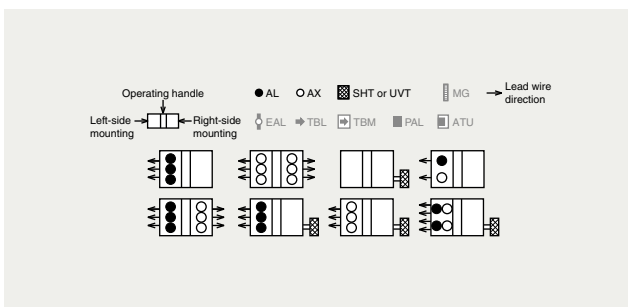 Operating handle
Left-side mounting
Right-side mounting
AL
AX
SHT or UVT
MG
Lead wire direction
EAL
TBL
TBM
PAL
ATU